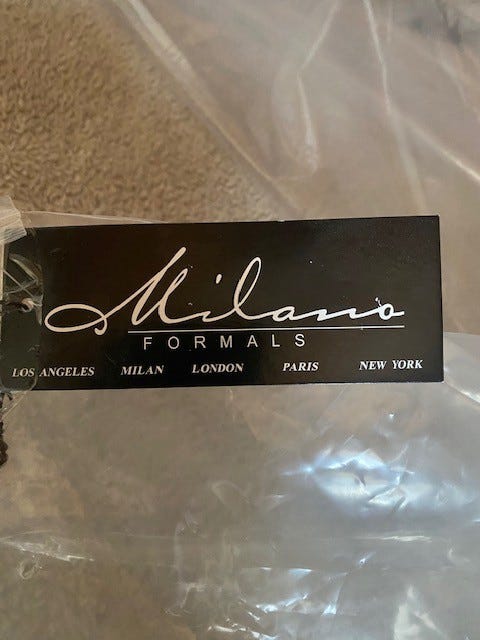 Milano
FORMALS
LOS ANGELES MILAN LONDON PARIS NEW YORK